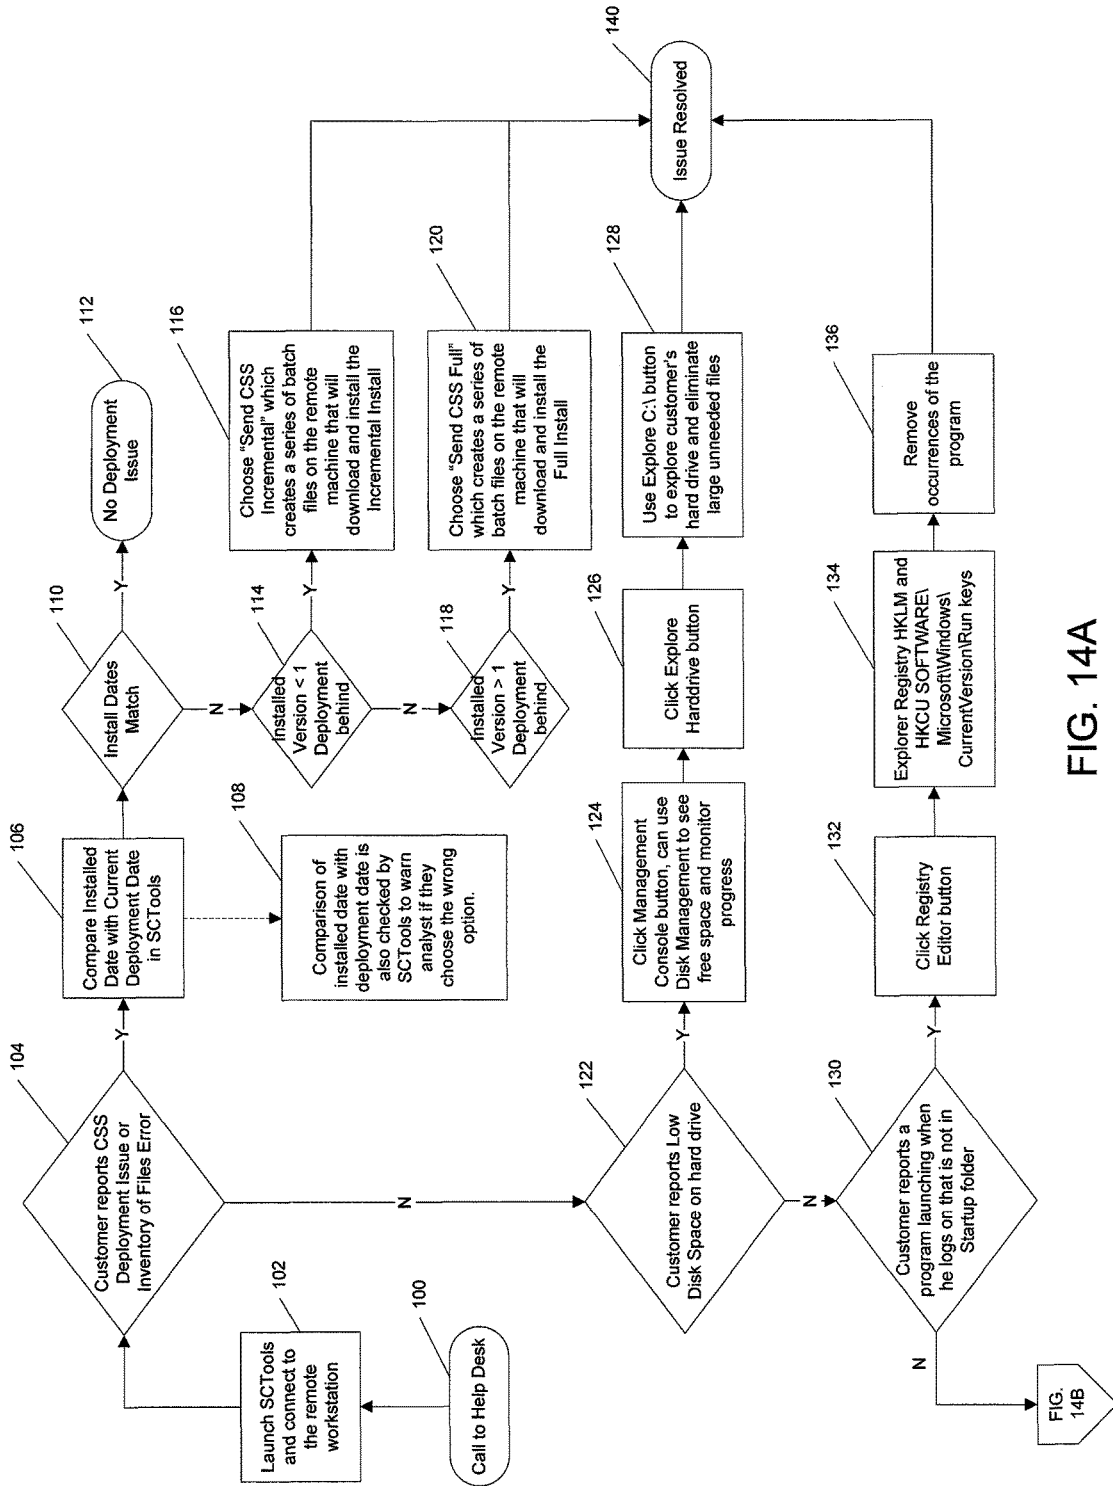 100
Call to Help Desk
102
Launch SCTools
and connect to
the remote
workstation
104
Customer reports CSS
Deployment Issue or
Inventory of Files Error
Y
N
106
Compare Installed
Date with Current
Deployment Date
in SCTools
108
Comparison of
installed date with
deployment date is
also checked by
SCTools to warn
analyst if they
choose the wrong
option.
110
Install Dates
Match
Y
N
112
No Deployment
Issue
114
Installed
Version < 1
Deployment
behind
Y
N
116
Choose “Send CSS
Incremental” which
creates a series of batch
files on the remote
machine that will
download and install the
Incremental Install
118
Installed
Version > 1
Deployment
behind
Y
120
Choose “Send CSS Full”
which creates a series of
batch files on the remote
machine that will
download and install the
Full Install
122
Customer reports Low
Disk Space on hard drive
Y
N
124
Click Management
Console button, can use
Disk Management to see
free space and monitor
progress
126
Click Explore
Harddrive button
128
Use Explore C:\ button
to explore customer's
hard drive and eliminate
large unneeded files
130
Customer reports a
program launching when
he logs on that is not in
Startup folder
Y
N
132
Click Registry
Editor button
134
Explorer Registry HKLM and
HKCU SOFTWARE\
Microsoft\Windows\
CurrentVersion\Run keys
136
Remove
occurrences of the
program
140
Issue Resolved
FIG.
14B
FIG. 14A